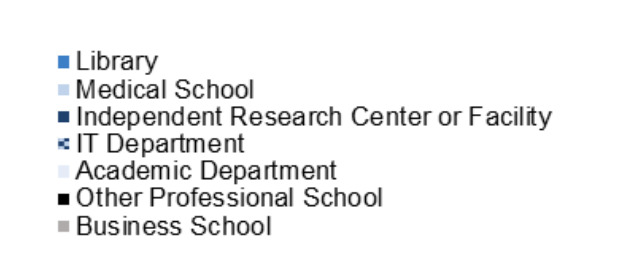 Library
Medical School
Independent Research Center or Facility
IT Department
Academic Department
Other Professional School
Business School